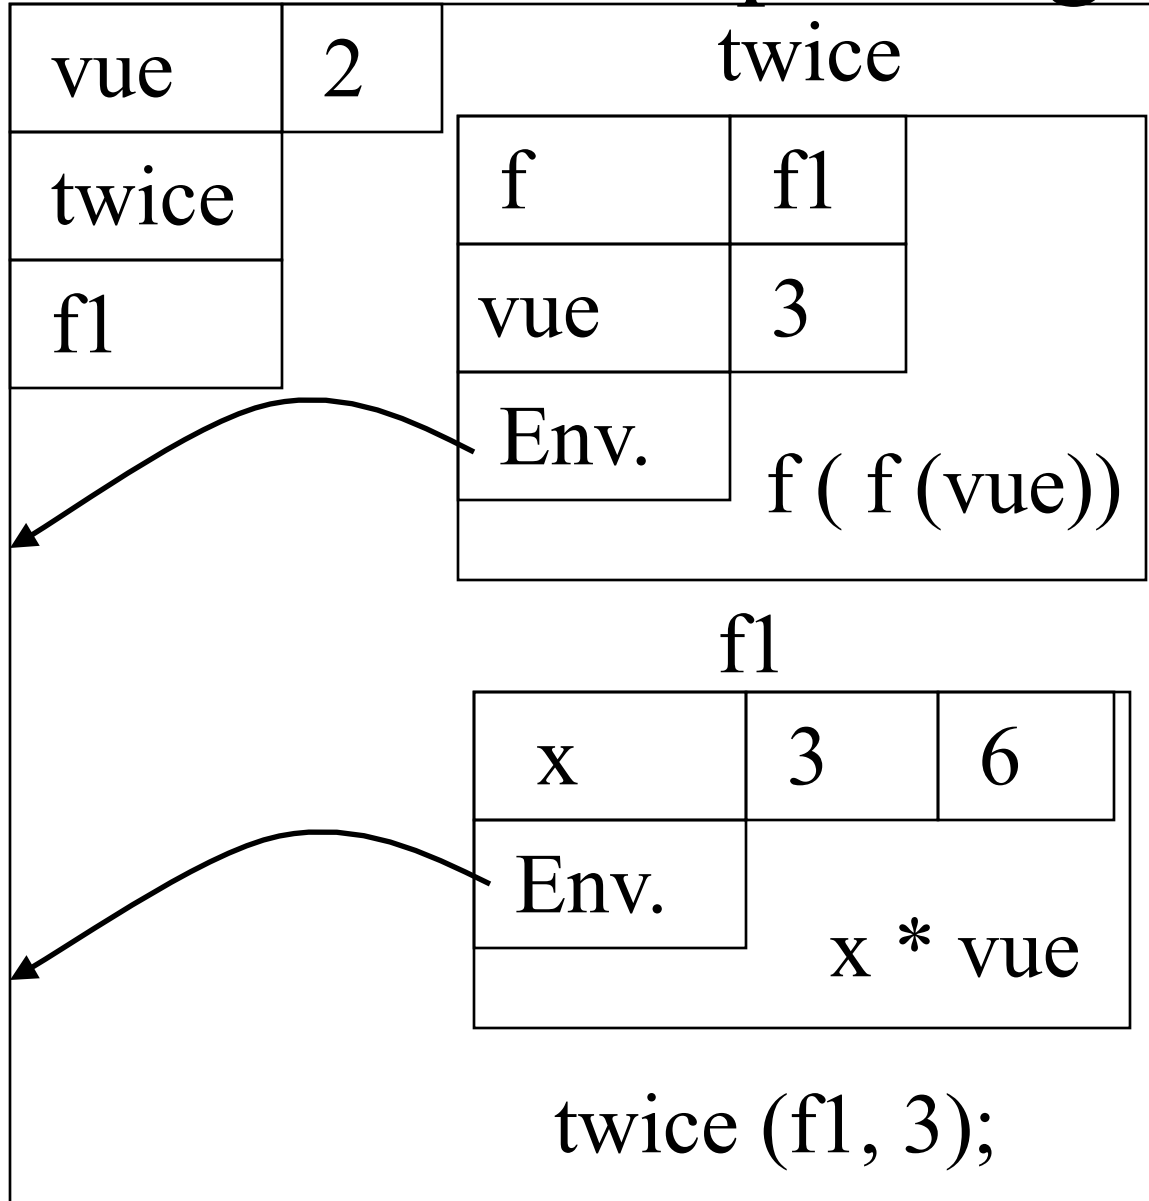 vue 2
twice
f1
twice
f f1
vue 3
Env.
f ( f (vue))
f1
x 3 6
Env.
x * vue
twice (f1, 3);